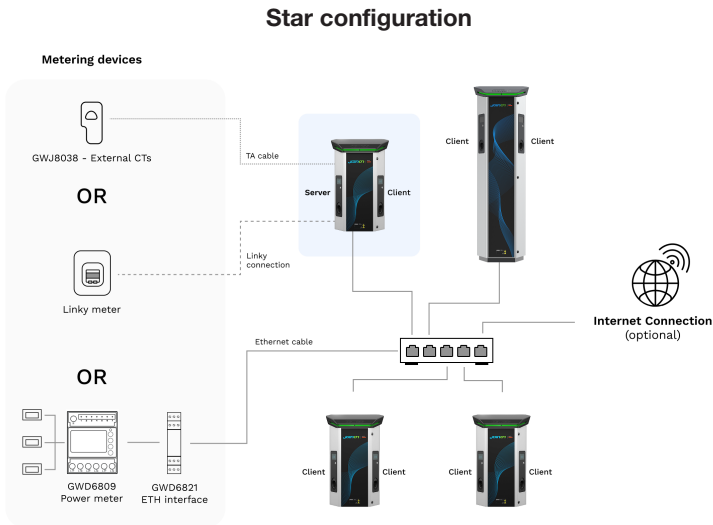 Star configuration
Metering devices
GWJ8038 - External CTs
TA cable
OR
Server
Client
Client
Client
Linky
connection
Linky meter
Internet Connection
(optional)
Ethernet cable
OR
GWD6809
Power meter
GWD6821
ETH interface
Client
Client
Client
Client